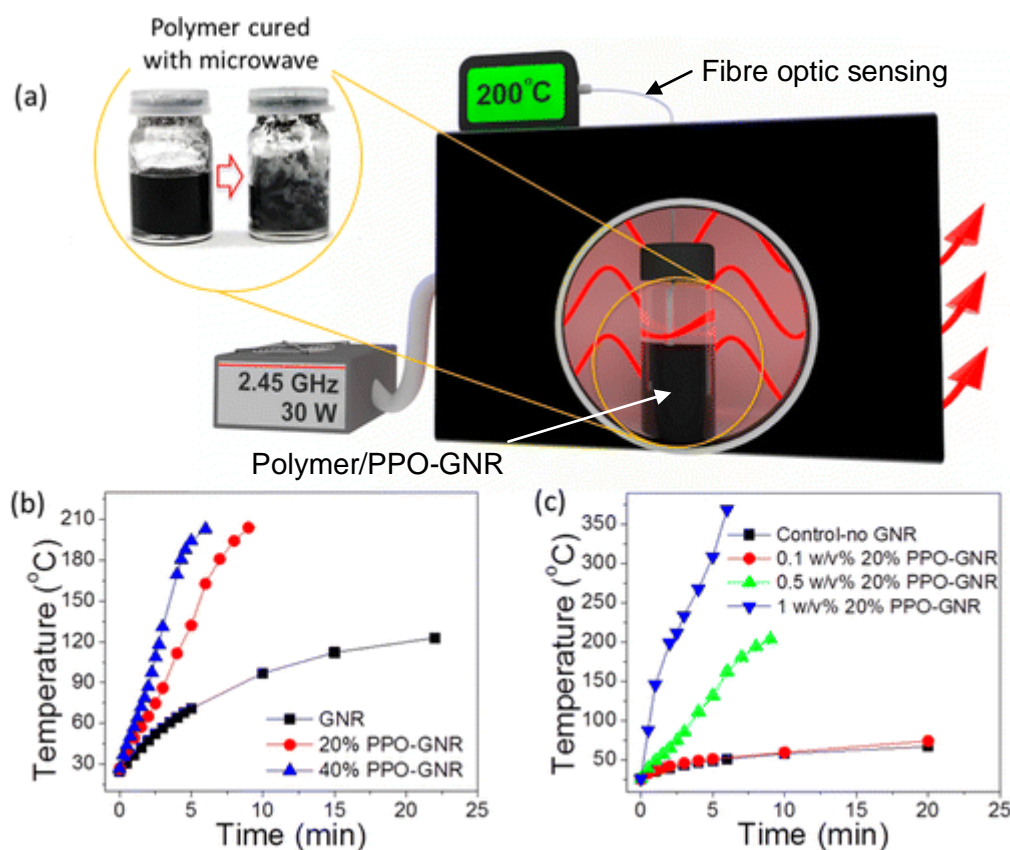 Polymer cured
with microwave
(a)
200°C
Fibre optic sensing
2.45 GHz
30 W
Polymer/PPO-GNR
(b)
210
180
150
120
90
60
30
0
5
10
15
20
Temperature (°C)
Time (min)
GNR
20% PPO-GNR
40% PPO-GNR
(c)
350
300
250
200
150
100
50
0
5
10
15
20
Temperature (°C)
Time (min)
Control-no GNR
0.1 w/v% 20% PPO-GNR
0.5 w/v% 20% PPO-GNR
1 w/v% 20% PPO-GNR